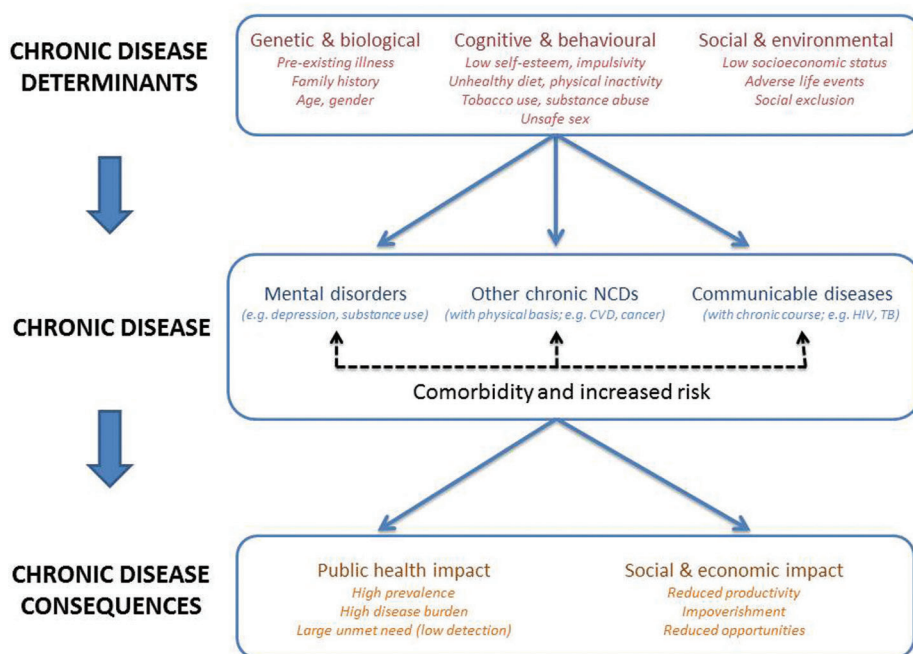 CHRONIC DISEASE
DETERMINANTS
Genetic & biological
Pre-existing illness
Family history
Age, gender
Cognitive & behavioural
Low self-esteem, impulsivity
Unhealthy diet, physical inactivity
Tobacco use, substance abuse
Unsafe sex
Social & environmental
Low socioeconomic status
Adverse life events
Social exclusion
CHRONIC DISEASE
Mental disorders
(e.g. depression, substance use)
Other chronic NCDs
(with physical basis; e.g. CVD, cancer)
Communicable diseases
(with chronic course; e.g. HIV, TB)
Comorbidity and increased risk
CHRONIC DISEASE
CONSEQUENCES
Public health impact
High prevalence
High disease burden
Large unmet need (low detection)
Social & economic impact
Reduced productivity
Impoverishment
Reduced opportunities